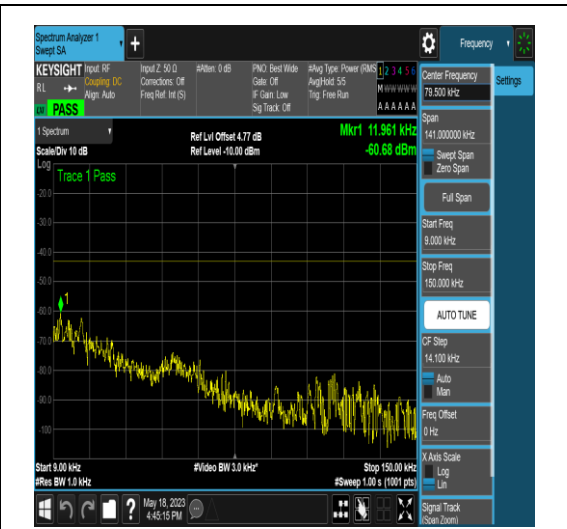 Spectrum Analyzer 1
Swept SA
+
Frequency
KEYSIGHT
RL
PASS
Input: RF
Coupling: DC
Align: Auto
Input Z: 50 Ω
Corrections: Off
Freq Ref: Int (S)
#Atten: 0 dB
PNO: Best Wide
Gate: Off
IF Gain: Low
Sig Track: Off
#Avg Type: Power (RMS
Avg|Hold: 5/5
Trig: Free Run
1 2 3 4 5 6
M W W W W W
A A A A A A
1 Spectrum
Scale/Div 10 dB
Ref Lvl Offset 4.77 dB
Ref Level -10.00 dBm
Mkr1 11.961 kHz
-60.68 dBm
Log
Trace 1 Pass
-20.0
-30.0
-40.0
-50.0
-60.0
1
-70.0
-80.0
-90.0
-100
Start 9.00 kHz
#Res BW 1.0 kHz
#Video BW 3.0 kHz*
Stop 150.00 kHz
#Sweep 1.00 s (1001 pts)
?
May 18, 2023
4:45:15 PM
Center Frequency
79.500 kHz
Settings
Span
141.000000 kHz
Swept Span
Zero Span
Full Span
Start Freq
9.000 kHz
Stop Freq
150.000 kHz
AUTO TUNE
CF Step
14.100 kHz
Auto
Man
Freq Offset
0 Hz
X Axis Scale
Log
Lin
Signal Track
(Span Zoom)